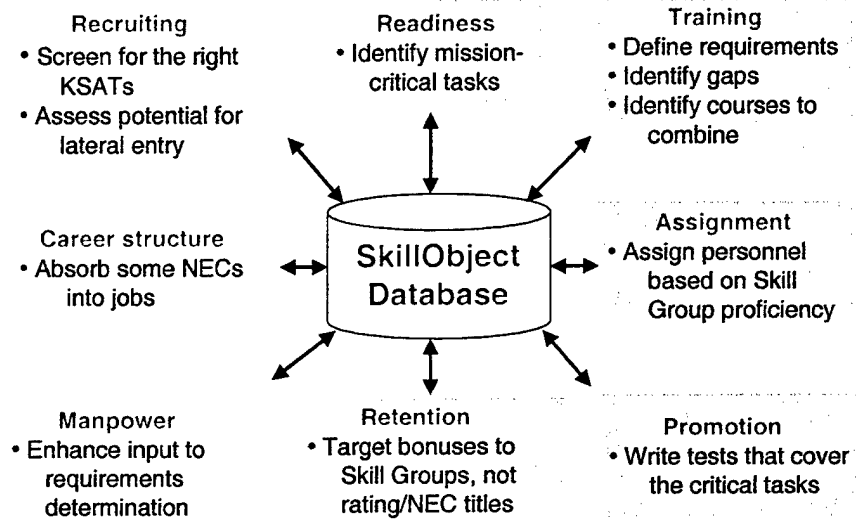 Recruiting
• Screen for the right
KSATs
• Assess potential for
lateral entry
Readiness
• Identify mission-
critical tasks
Training
• Define requirements
• Identify gaps
• Identify courses to
combine
Career structure
• Absorb some NECs
into jobs
SkillObject
Database
Assignment
• Assign personnel
based on Skill
Group proficiency
Manpower
• Enhance input to
requirements
determination
Retention
• Target bonuses to
Skill Groups, not
rating/NEC titles
Promotion
• Write tests that cover
the critical tasks